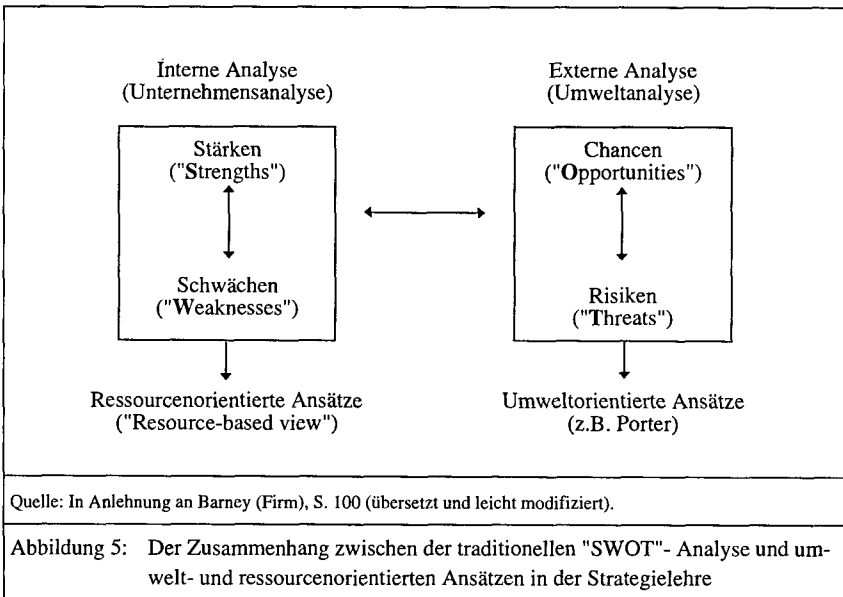 Interne Analyse
(Unternehmensanalyse)
Externe Analyse
(Umweltanalyse)
Stärken
("Strengths")
Schwächen
("Weaknesses")
Chancen
("Opportunities")
Risiken
("Threats")
Ressourcenorientierte Ansätze
("Resource-based view")
Umweltorientierte Ansätze
(z.B. Porter)
Quelle: In Anlehnung an Barney (Firm), S. 100 (übersetzt und leicht modifiziert).
Abbildung 5: Der Zusammenhang zwischen der traditionellen "SWOT"- Analyse und um-
welt- und ressourcenorientierten Ansätzen in der Strategielehre